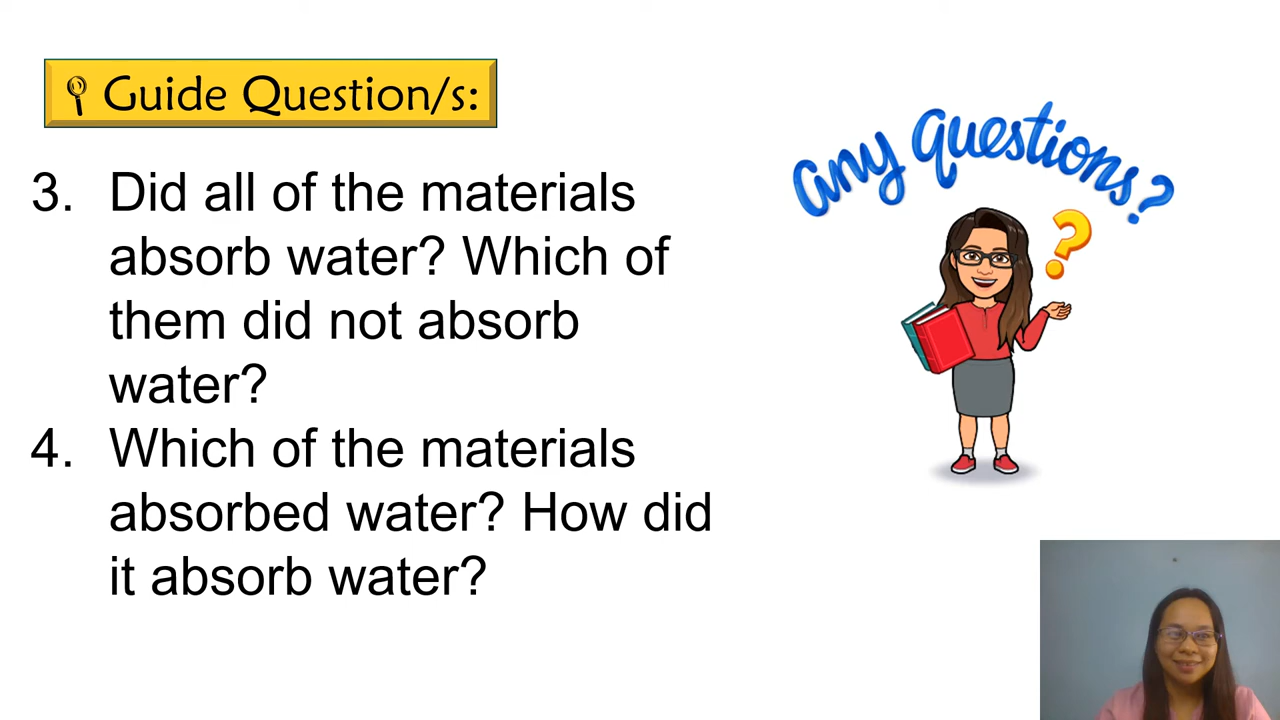 Guide Question/s:
any questions?
3. Did all of the materials
absorb water? Which of
them did not absorb
water?
4. Which of the materials
absorbed water? How did
it absorb water?